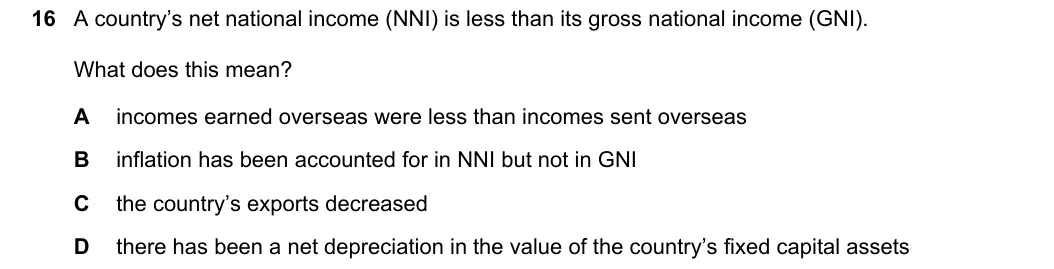 16 A country's net national income (NNI) is less than its gross national income (GNI).
What does this mean?
A incomes earned overseas were less than incomes sent overseas
B inflation has been accounted for in NNI but not in GNI
C the country's exports decreased
D there has been a net depreciation in the value of the country's fixed capital assets